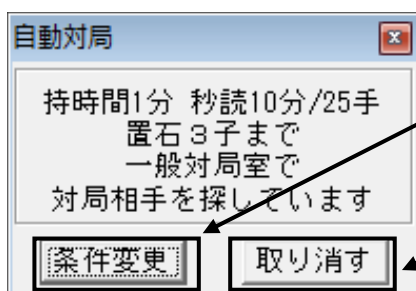 自動対局
持時間1分 秒読10分/25手
置石3子まで
一般対局室で
対局相手を探しています
条件変更
取り消す